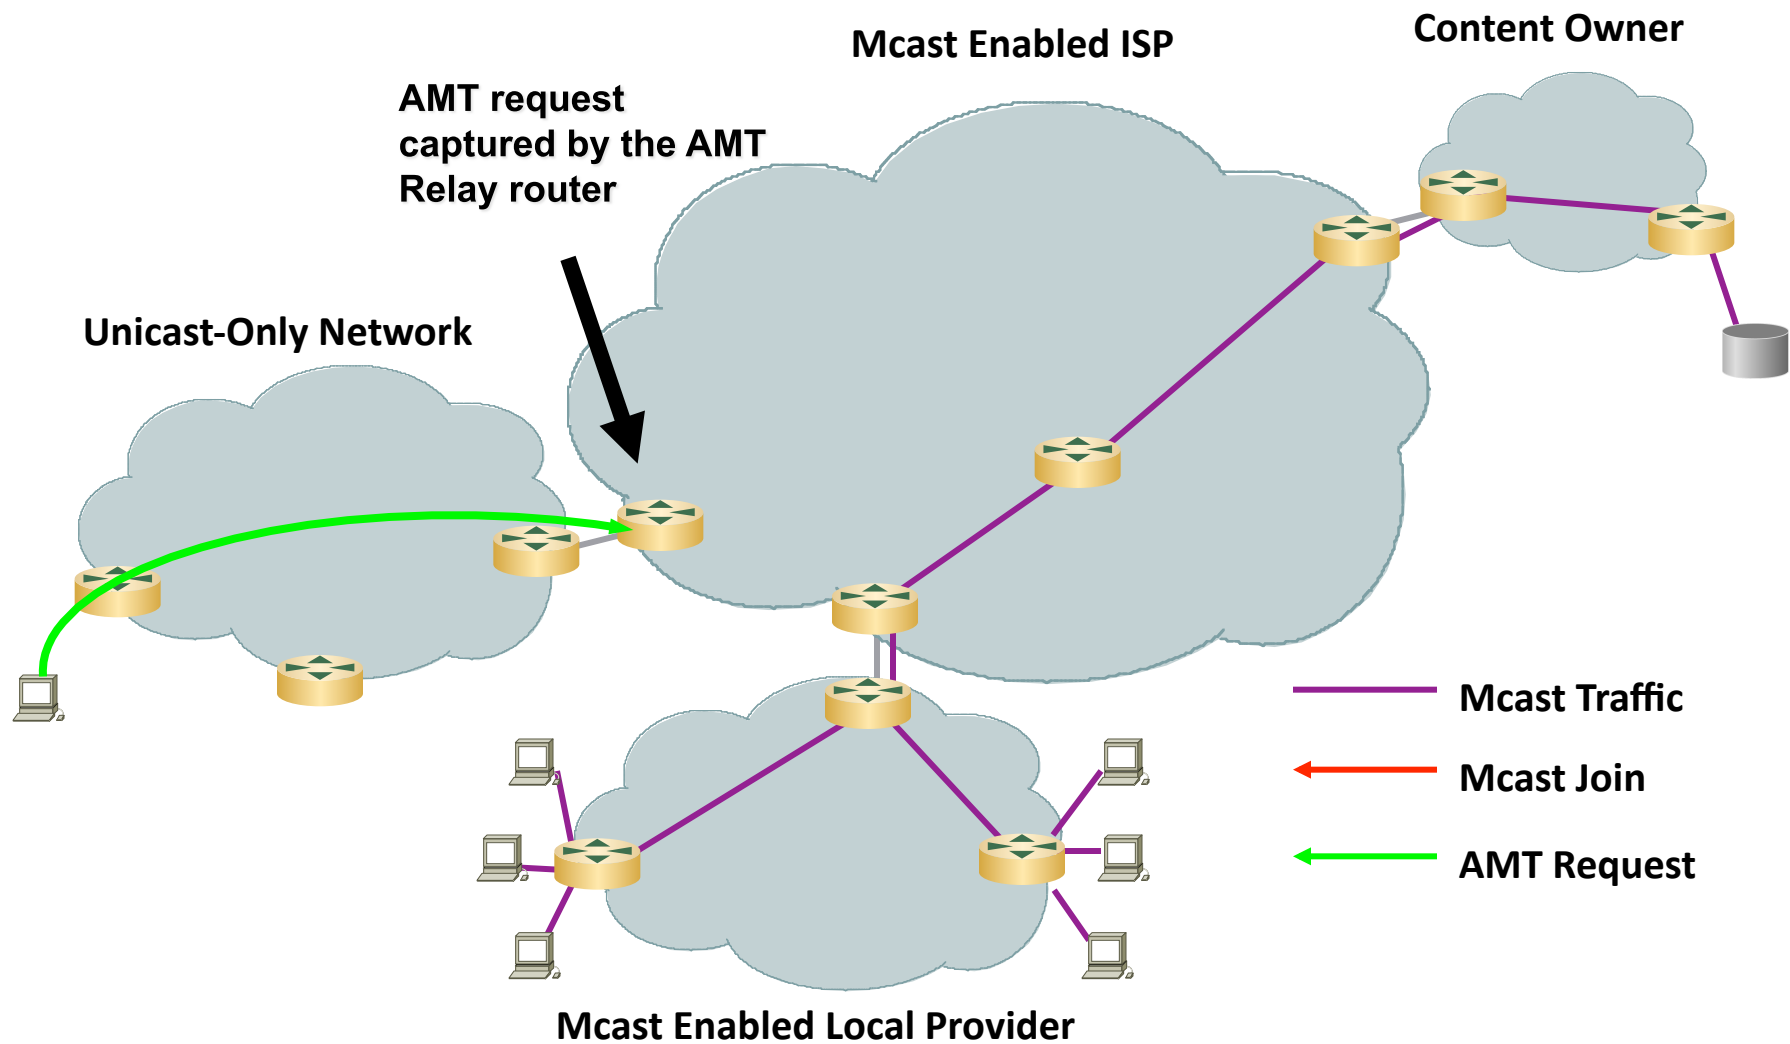 Content Owner
Mcast Enabled ISP
AMT request
captured by the AMT
Relay router
Unicast-Only Network
Mcast Traffic
Mcast Join
AMT Request
Mcast Enabled Local Provider